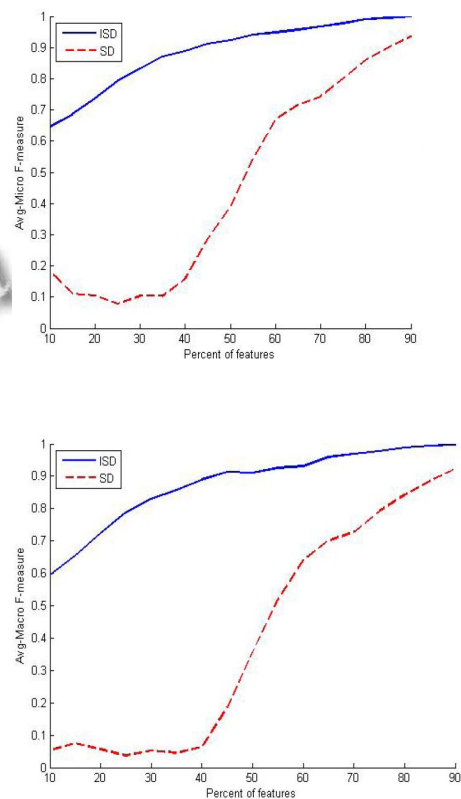 1
0.9
0.8
0.7
0.6
0.5
0.4
0.3
0.2
0.1
0
Avg-Micro F-measure
ISD
SD
10 20 30 40 50 60 70 80 90
Percent of features
1
0.9
0.8
0.7
0.6
0.5
0.4
0.3
0.2
0.1
0
Avg-Macro F-measure
ISD
SD
10 20 30 40 50 60 70 80 90
Percent of features